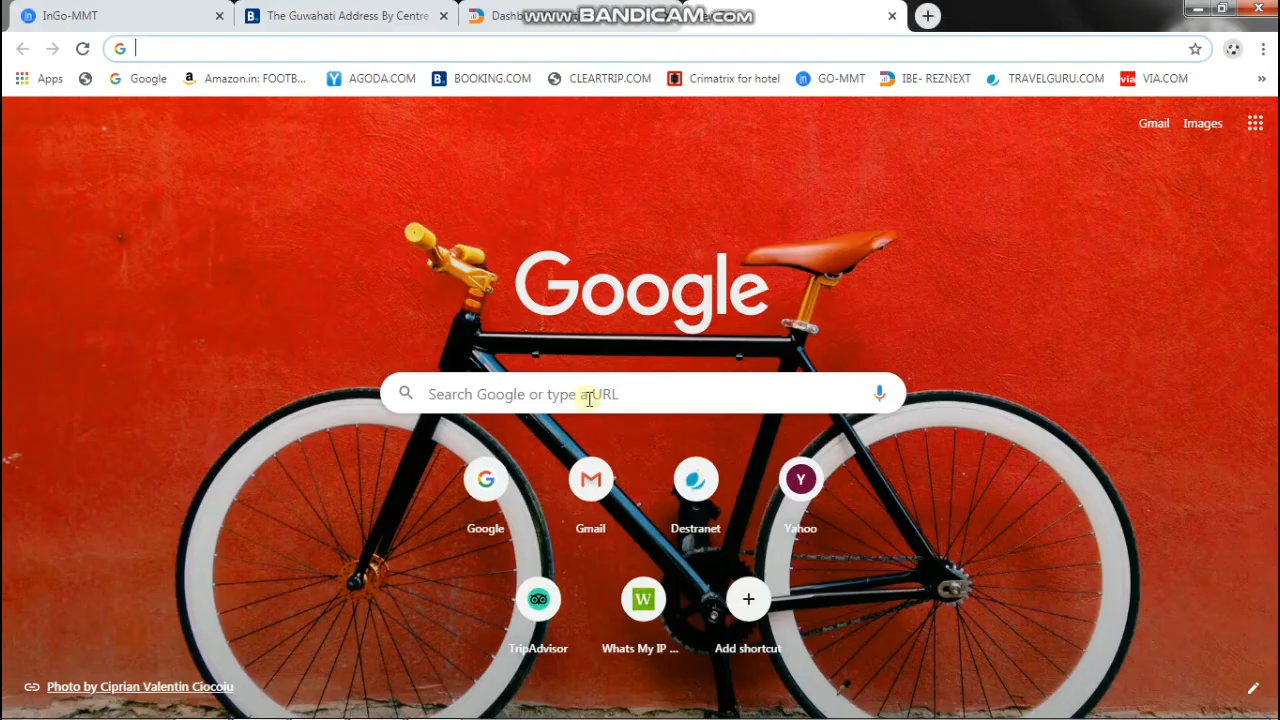 InGo-MMT
The Guwahati Address By Centre
Dashb
WWW.BANDICAM.COM
Apps
Google
Amazon.in: FOOTB...
AGODA.COM
BOOKING.COM
CLEARTRIP.COM
Crimatrix for hotel
GO-MMT
IBE- REZNEXT
TRAVELGURU.COM
VIA.COM
»
Gmail
Images
Google
Search Google or type a URL
Google
Gmail
Destranet
Yahoo
TripAdvisor
Whats My IP ...
Add shortcut
Photo by Ciprian Valentin Ciocoiu